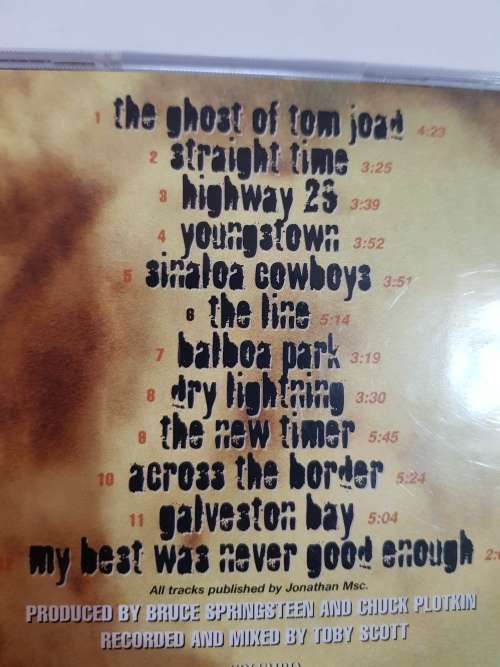 1 the ghost of tom joad 4:23
2 straight time 3:25
3 highway 29 3:39
4 youngstown 3:52
5 sinaloa cowboys 3:51
6 the line 5:14
7 balboa park 3:19
8 dry lightning 3:30
9 the new timer 5:45
10 across the border 5:24
11 galveston bay 5:04
my best was never good enough
All tracks published by Jonathan Msc.
PRODUCED BY BRUCE SPRINGSTEEN AND CHUCK PLOTKIN
RECORDED AND MIXED BY TOBY SCOTT